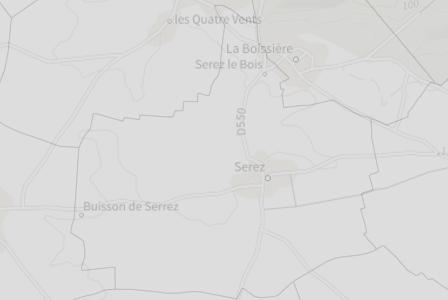 les Quatre Vents
100
La Boissière
Serez le Bois
D550
Serez
Buisson de Serrez